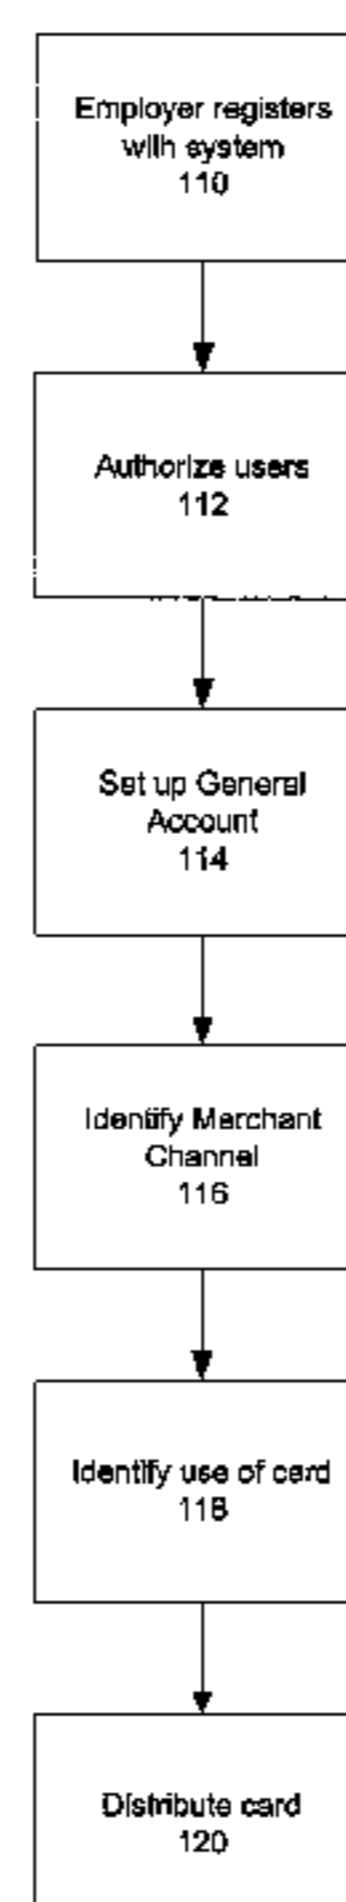 Employer registers
with system
110
Authorize users
112
Set up General
Account
114
Identify Merchant
Channel
116
Identify use of card
118
Distribute card
120